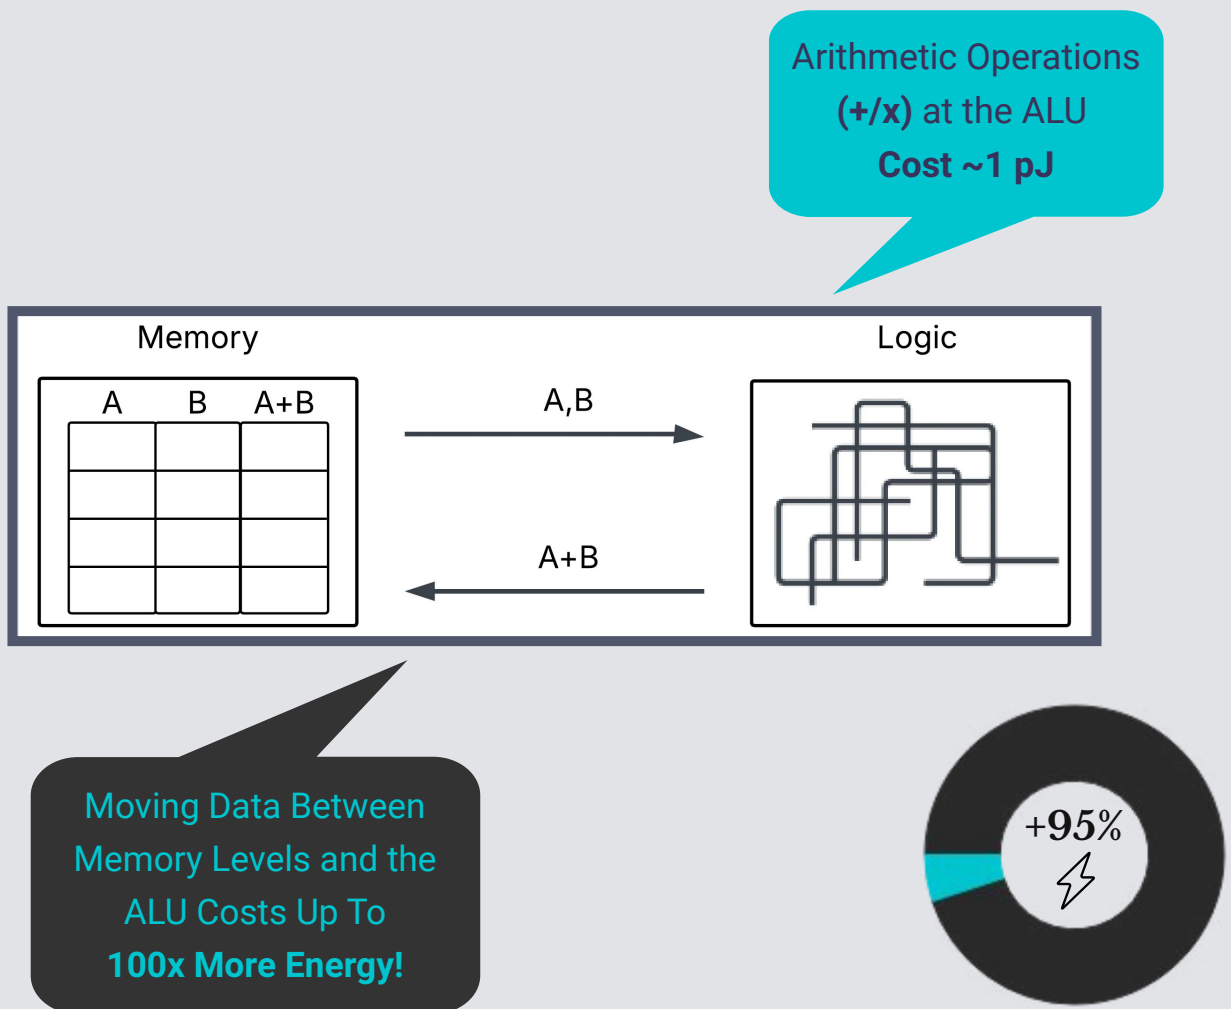 Arithmetic Operations
(+/x) at the ALU
Cost ~1 pJ
Memory
Logic
A B A+B
A,B
A+B
Moving Data Between
Memory Levels and the
ALU Costs Up To
100x More Energy!
+95%